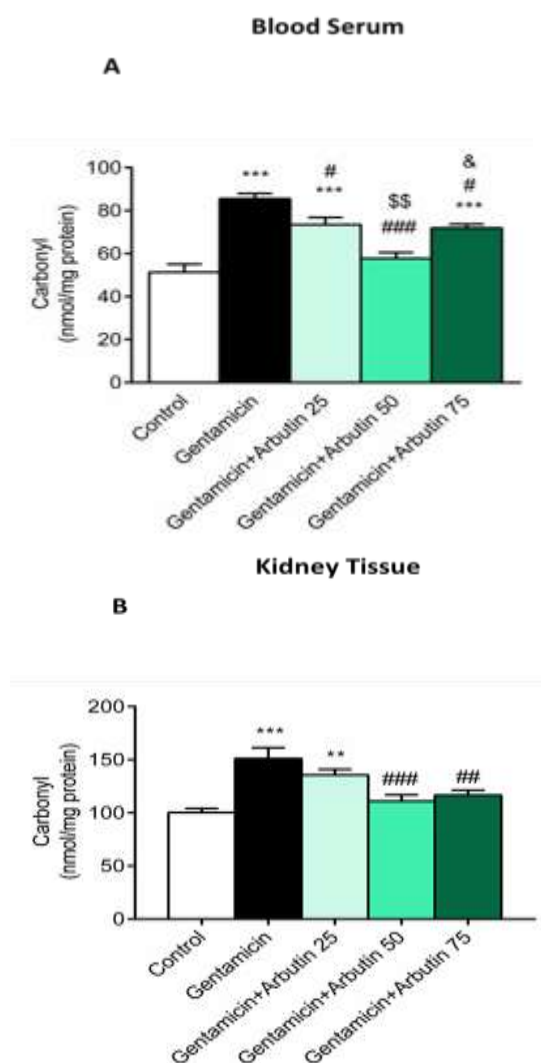 Blood Serum
A
Carbonyl
(nmol/mg protein)
100
80
60
40
20
0
***
#
***
$$
###
&
#
***
Control
Gentamicin
Gentamicin+Arbutin 25
Gentamicin+Arbutin 50
Gentamicin+Arbutin 75
Kidney Tissue
B
Carbonyl
(nmol/mg protein)
200
150
100
50
0
***
**
###
##
Control
Gentamicin
Gentamicin+Arbutin 25
Gentamicin+Arbutin 50
Gentamicin+Arbutin 75